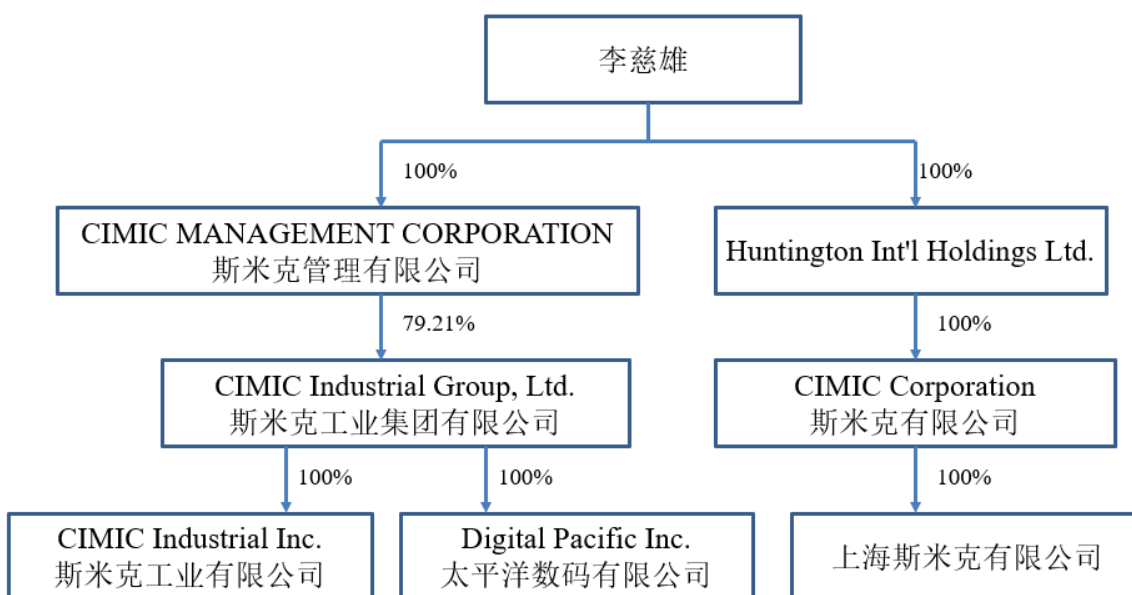 李慈雄
100%
100%
CIMIC MANAGEMENT CORPORATION
斯米克管理有限公司
Huntington Int'l Holdings Ltd.
79.21%
100%
CIMIC Industrial Group, Ltd.
斯米克工业集团有限公司
CIMIC Corporation
斯米克有限公司
100%
100%
100%
CIMIC Industrial Inc.
斯米克工业有限公司
Digital Pacific Inc.
太平洋数码有限公司
上海斯米克有限公司